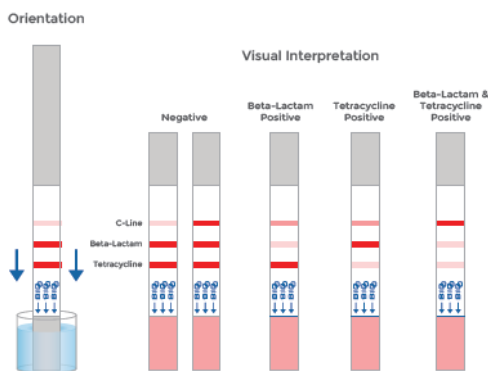 Orientation
Visual Interpretation
Negative
Beta-Lactam
Positive
Tetracycline
Positive
Beta-Lactam &
Tetracycline
Positive
C-Line
Beta-Lactam
Tetracycline